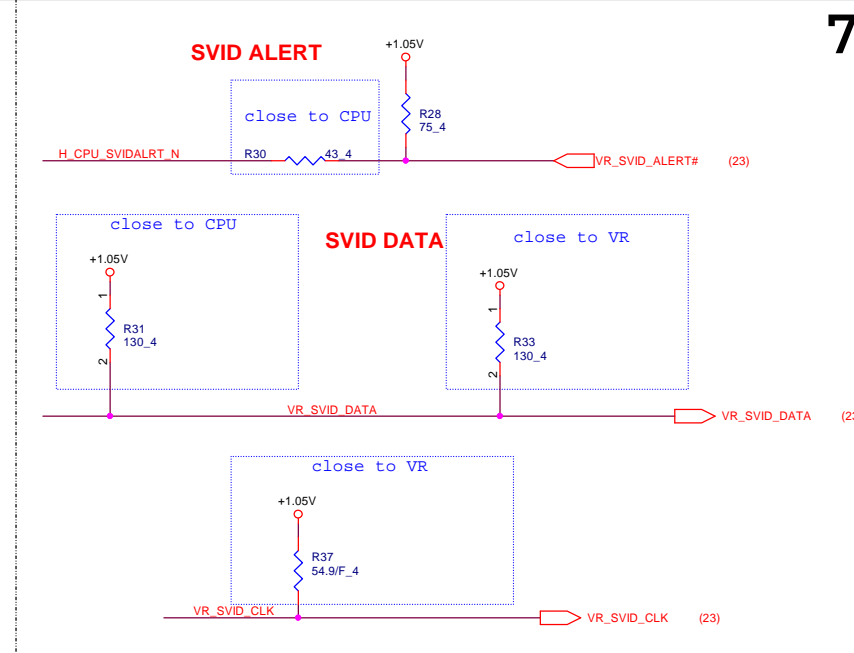 7
SVID ALERT
+1.05V
close to CPU
R28
75_4
H_CPU_SVIDALRT_N
R30
43_4
VR_SVID_ALERT#
(23)
close to CPU
SVID DATA
close to VR
+1.05V
+1.05V
1
1
R31
130_4
R33
130_4
2
2
VR_SVID_DATA
VR_SVID_DATA
close to VR
+1.05V
R37
54.9/F_4
VR_SVID_CLK
VR_SVID_CLK
(23)